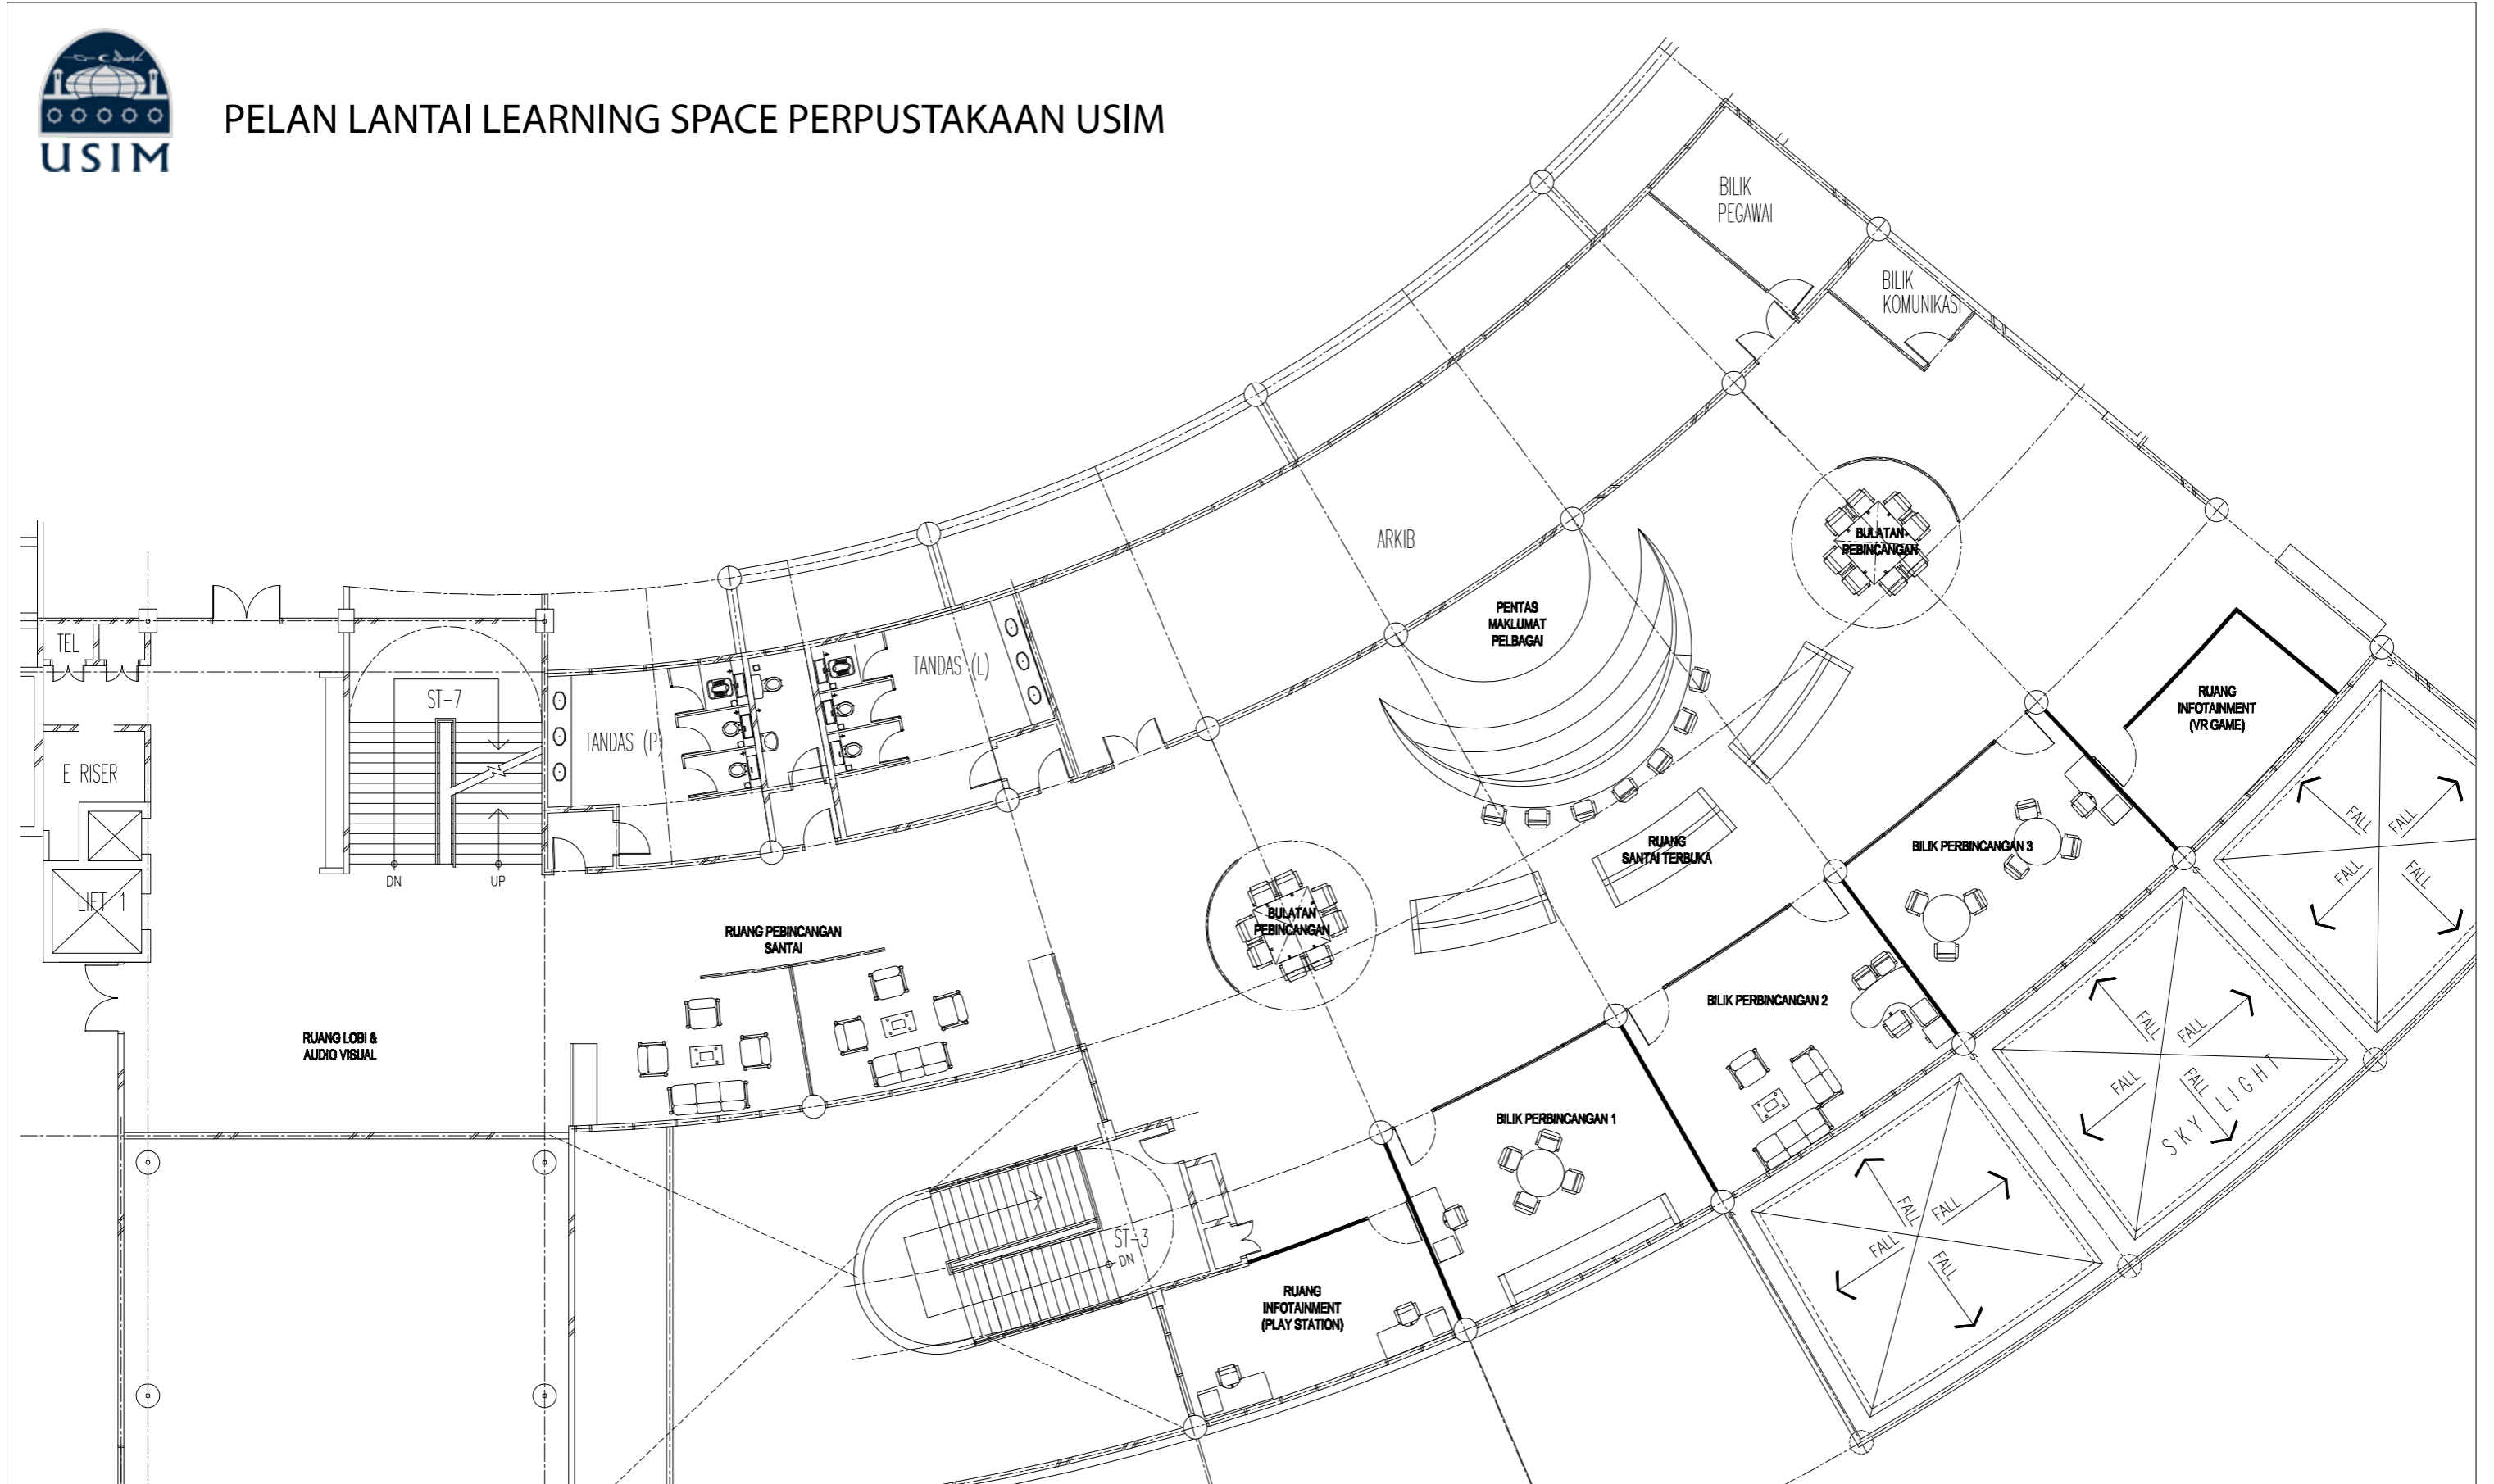 USIM
PELAN LANTAI LEARNING SPACE PERPUSTAKAAN USIM
BILIK
PEGAWAI
BILIK
KOMUNIKASI
ARKIB
BULATAN
PEBINCANGAN
PENTAS
MAKLUMAT
PELBAGAI
TEL
ST-7
TANDAS (P)
TANDAS (L)
E RISER
LIFT 1
DN
UP
RUANG
INFOTAINMENT
(VR GAME)
RUANG
SANTAI TERBUKA
BILIK PERBINCANGAN 3
BULATAN
PEBINCANGAN
RUANG PEBINCANGAN
SANTAI
RUANG LOBI &
AUDIO VISUAL
BILIK PERBINCANGAN 2
BILIK PERBINCANGAN 1
ST-3
DN
RUANG
INFOTAINMENT
(PLAY STATION)
FALL
FALL
FALL
FALL
FALL
FALL
FALL
FALL
SKY LIGHT
FALL
FALL
FALL
FALL